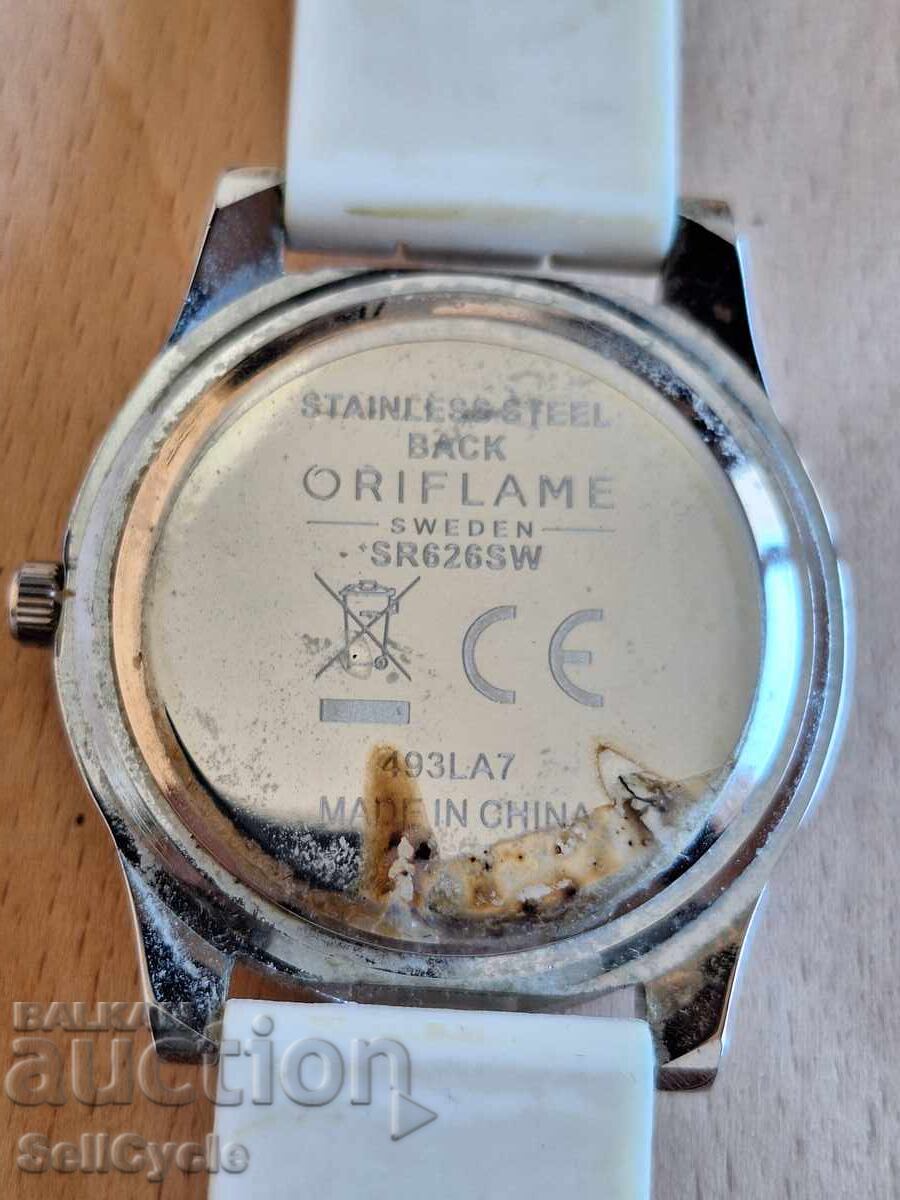 STAINLESS STEEL
BACK
ORIFLAME
SWEDEN
SR626SW
CE
493LA7
MADE IN CHINA
BALKAN
auction
SellCycle